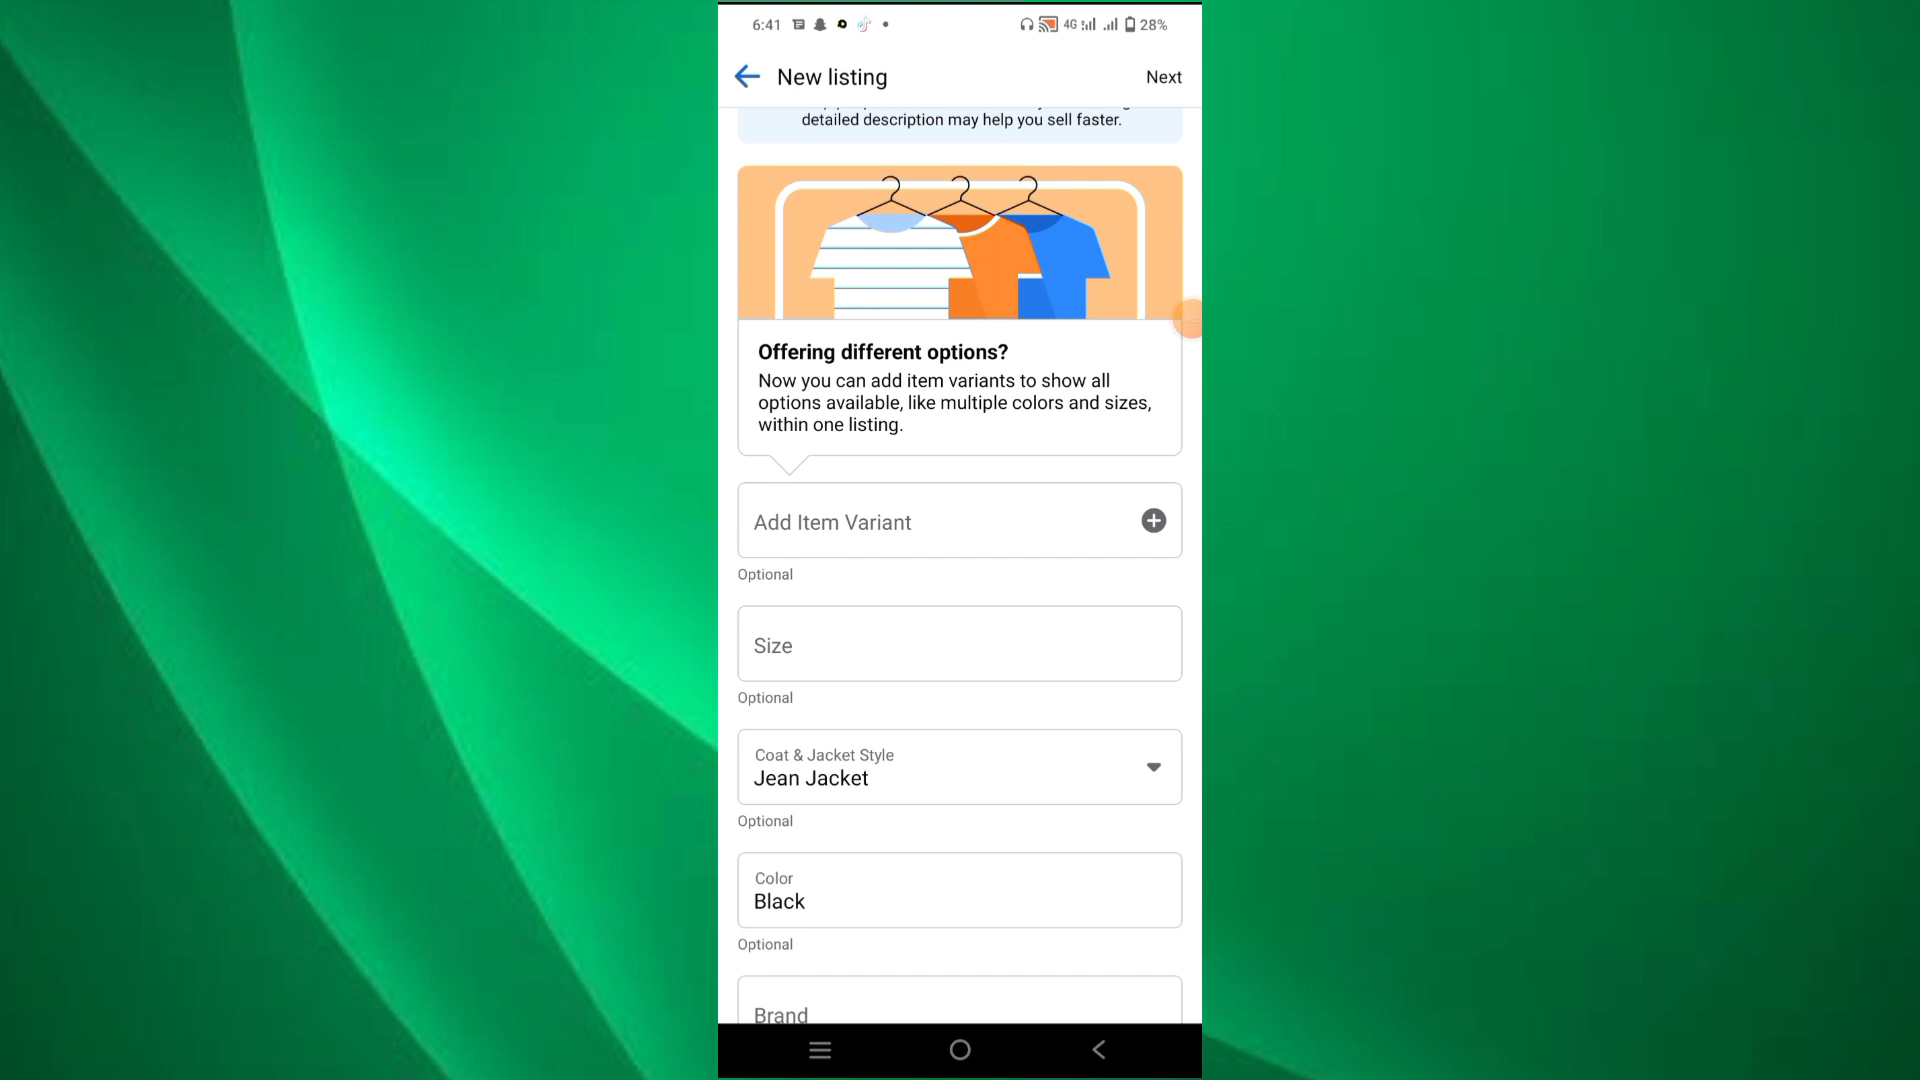 6:41 4G 28%
New listing Next
detailed description may help you sell faster.
Offering different options?
Now you can add item variants to show all
options available, like multiple colors and sizes,
within one listing.
Add Item Variant
Optional
Size
Optional
Coat & Jacket Style
Jean Jacket
Optional
Color
Black
Optional
Brand